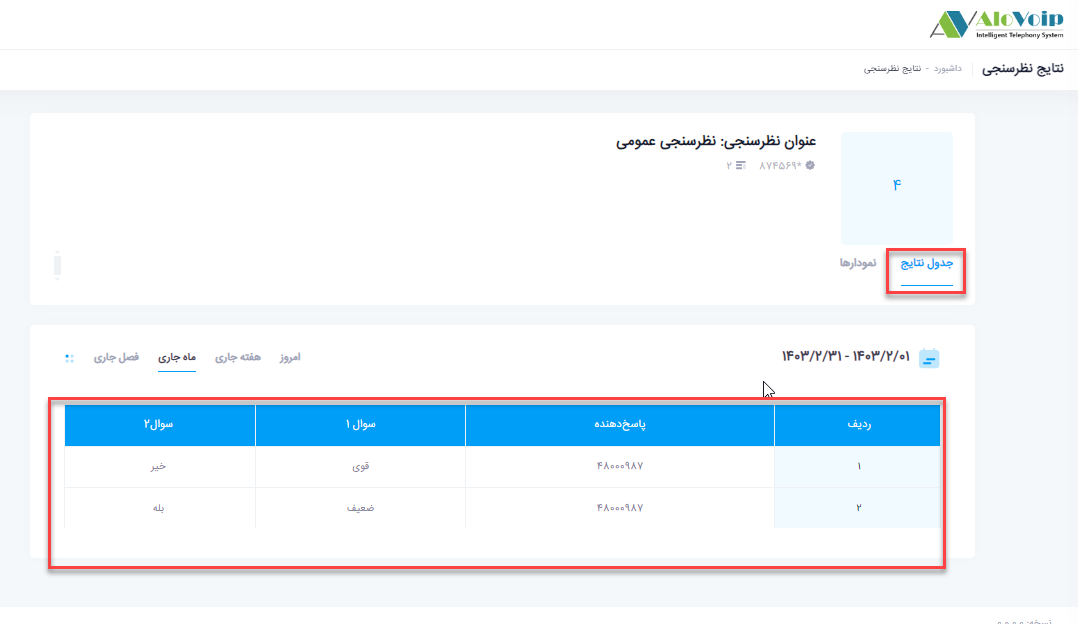 AloVoip
Intelligent Telephony System
نتایج نظرسنجی
داشبورد - نتایج نظرسنجی
عنوان نظرسنجی: نظرسنجی عمومی
*۸۷۴۵۶۹ ۲
۴
جدول نتایج نمودارها
۱۴۰۳/۲/۰۱ - ۱۴۰۳/۲/۳۱
امروز هفته جاری ماه جاری فصل جاری
ردیف پاسخ‌دهنده سوال ۱ سوال۲
۱ ۴۸۰۰۰۹۸۷ قوی خیر
۲ ۴۸۰۰۰۹۸۷ ضعیف بله